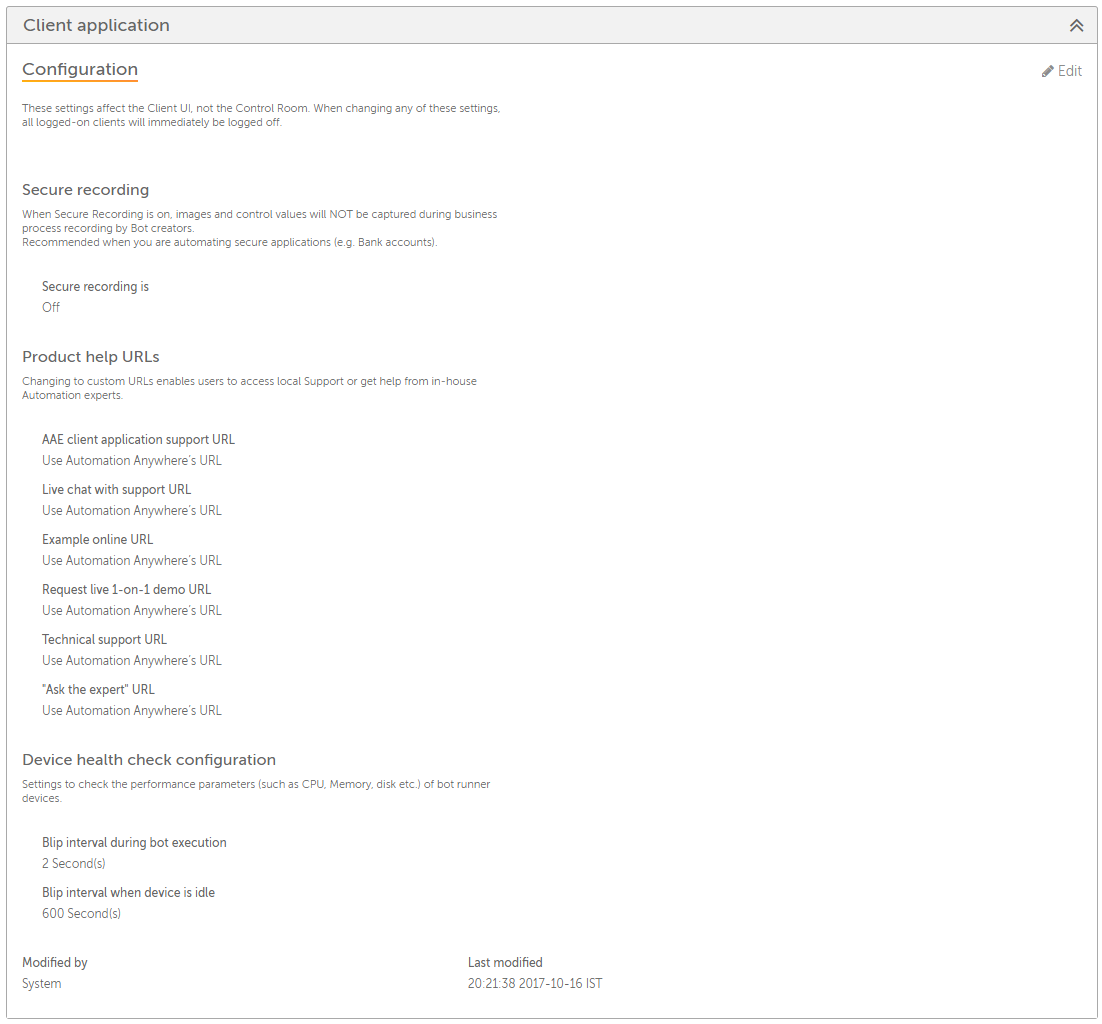 Client application
Configuration
Edit
These settings affect the Client UI, not the Control Room. When changing any of these settings,
all logged-on clients will immediately be logged off.
Secure recording
When Secure Recording is on, images and control values will NOT be captured during business
process recording by Bot creators.
Recommended when you are automating secure applications (e.g. Bank accounts).
Secure recording is
Off
Product help URLs
Changing to custom URLs enables users to access local Support or get help from in-house
Automation experts.
AAE client application support URL
Use Automation Anywhere's URL
Live chat with support URL
Use Automation Anywhere's URL
Example online URL
Use Automation Anywhere's URL
Request live 1-on-1 demo URL
Use Automation Anywhere's URL
Technical support URL
Use Automation Anywhere's URL
"Ask the expert" URL
Use Automation Anywhere's URL
Device health check configuration
Settings to check the performance parameters (such as CPU, Memory, disk etc.) of bot runner
devices.
Blip interval during bot execution
2 Second(s)
Blip interval when device is idle
600 Second(s)
Modified by
System
Last modified
20:21:38 2017-10-16 IST